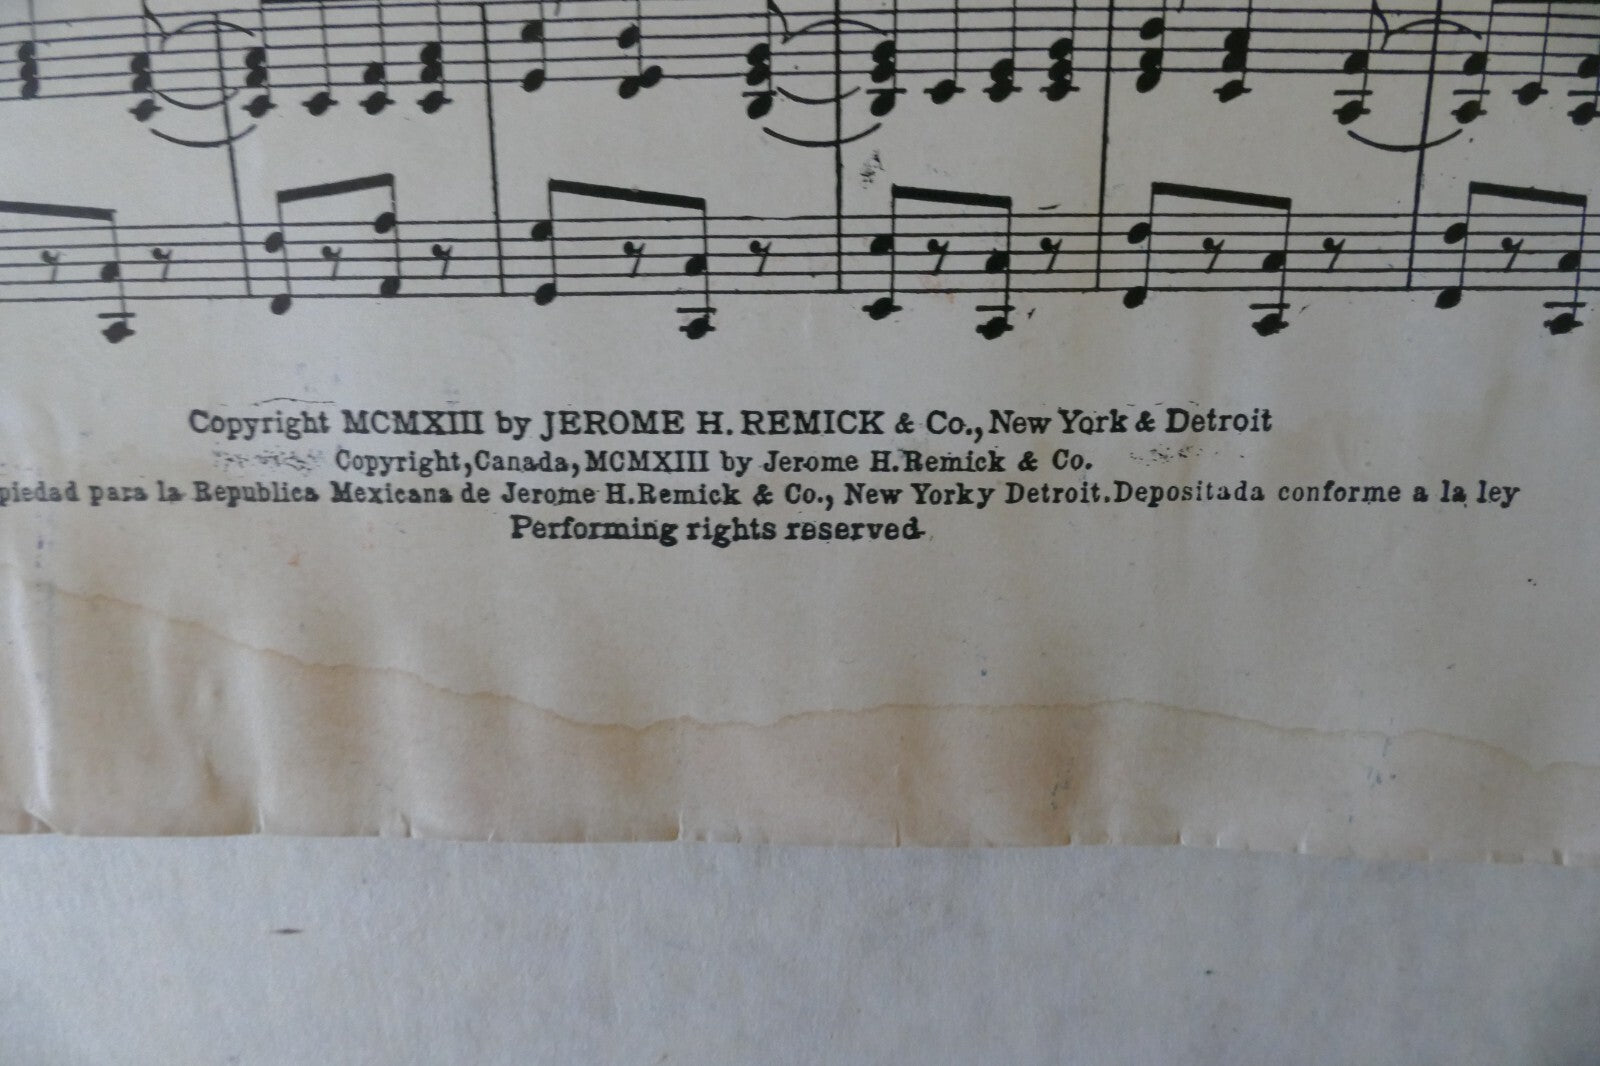 Copyright MCMXIII by JEROME H. REMICK & Co., New York & Detroit
Copyright, Canada, MCMXIII by Jerome H. Remick & Co.
piedad para la Republica Mexicana de Jerome H. Remick & Co., New York y Detroit. Depositada conforme a la ley
Performing rights reserved